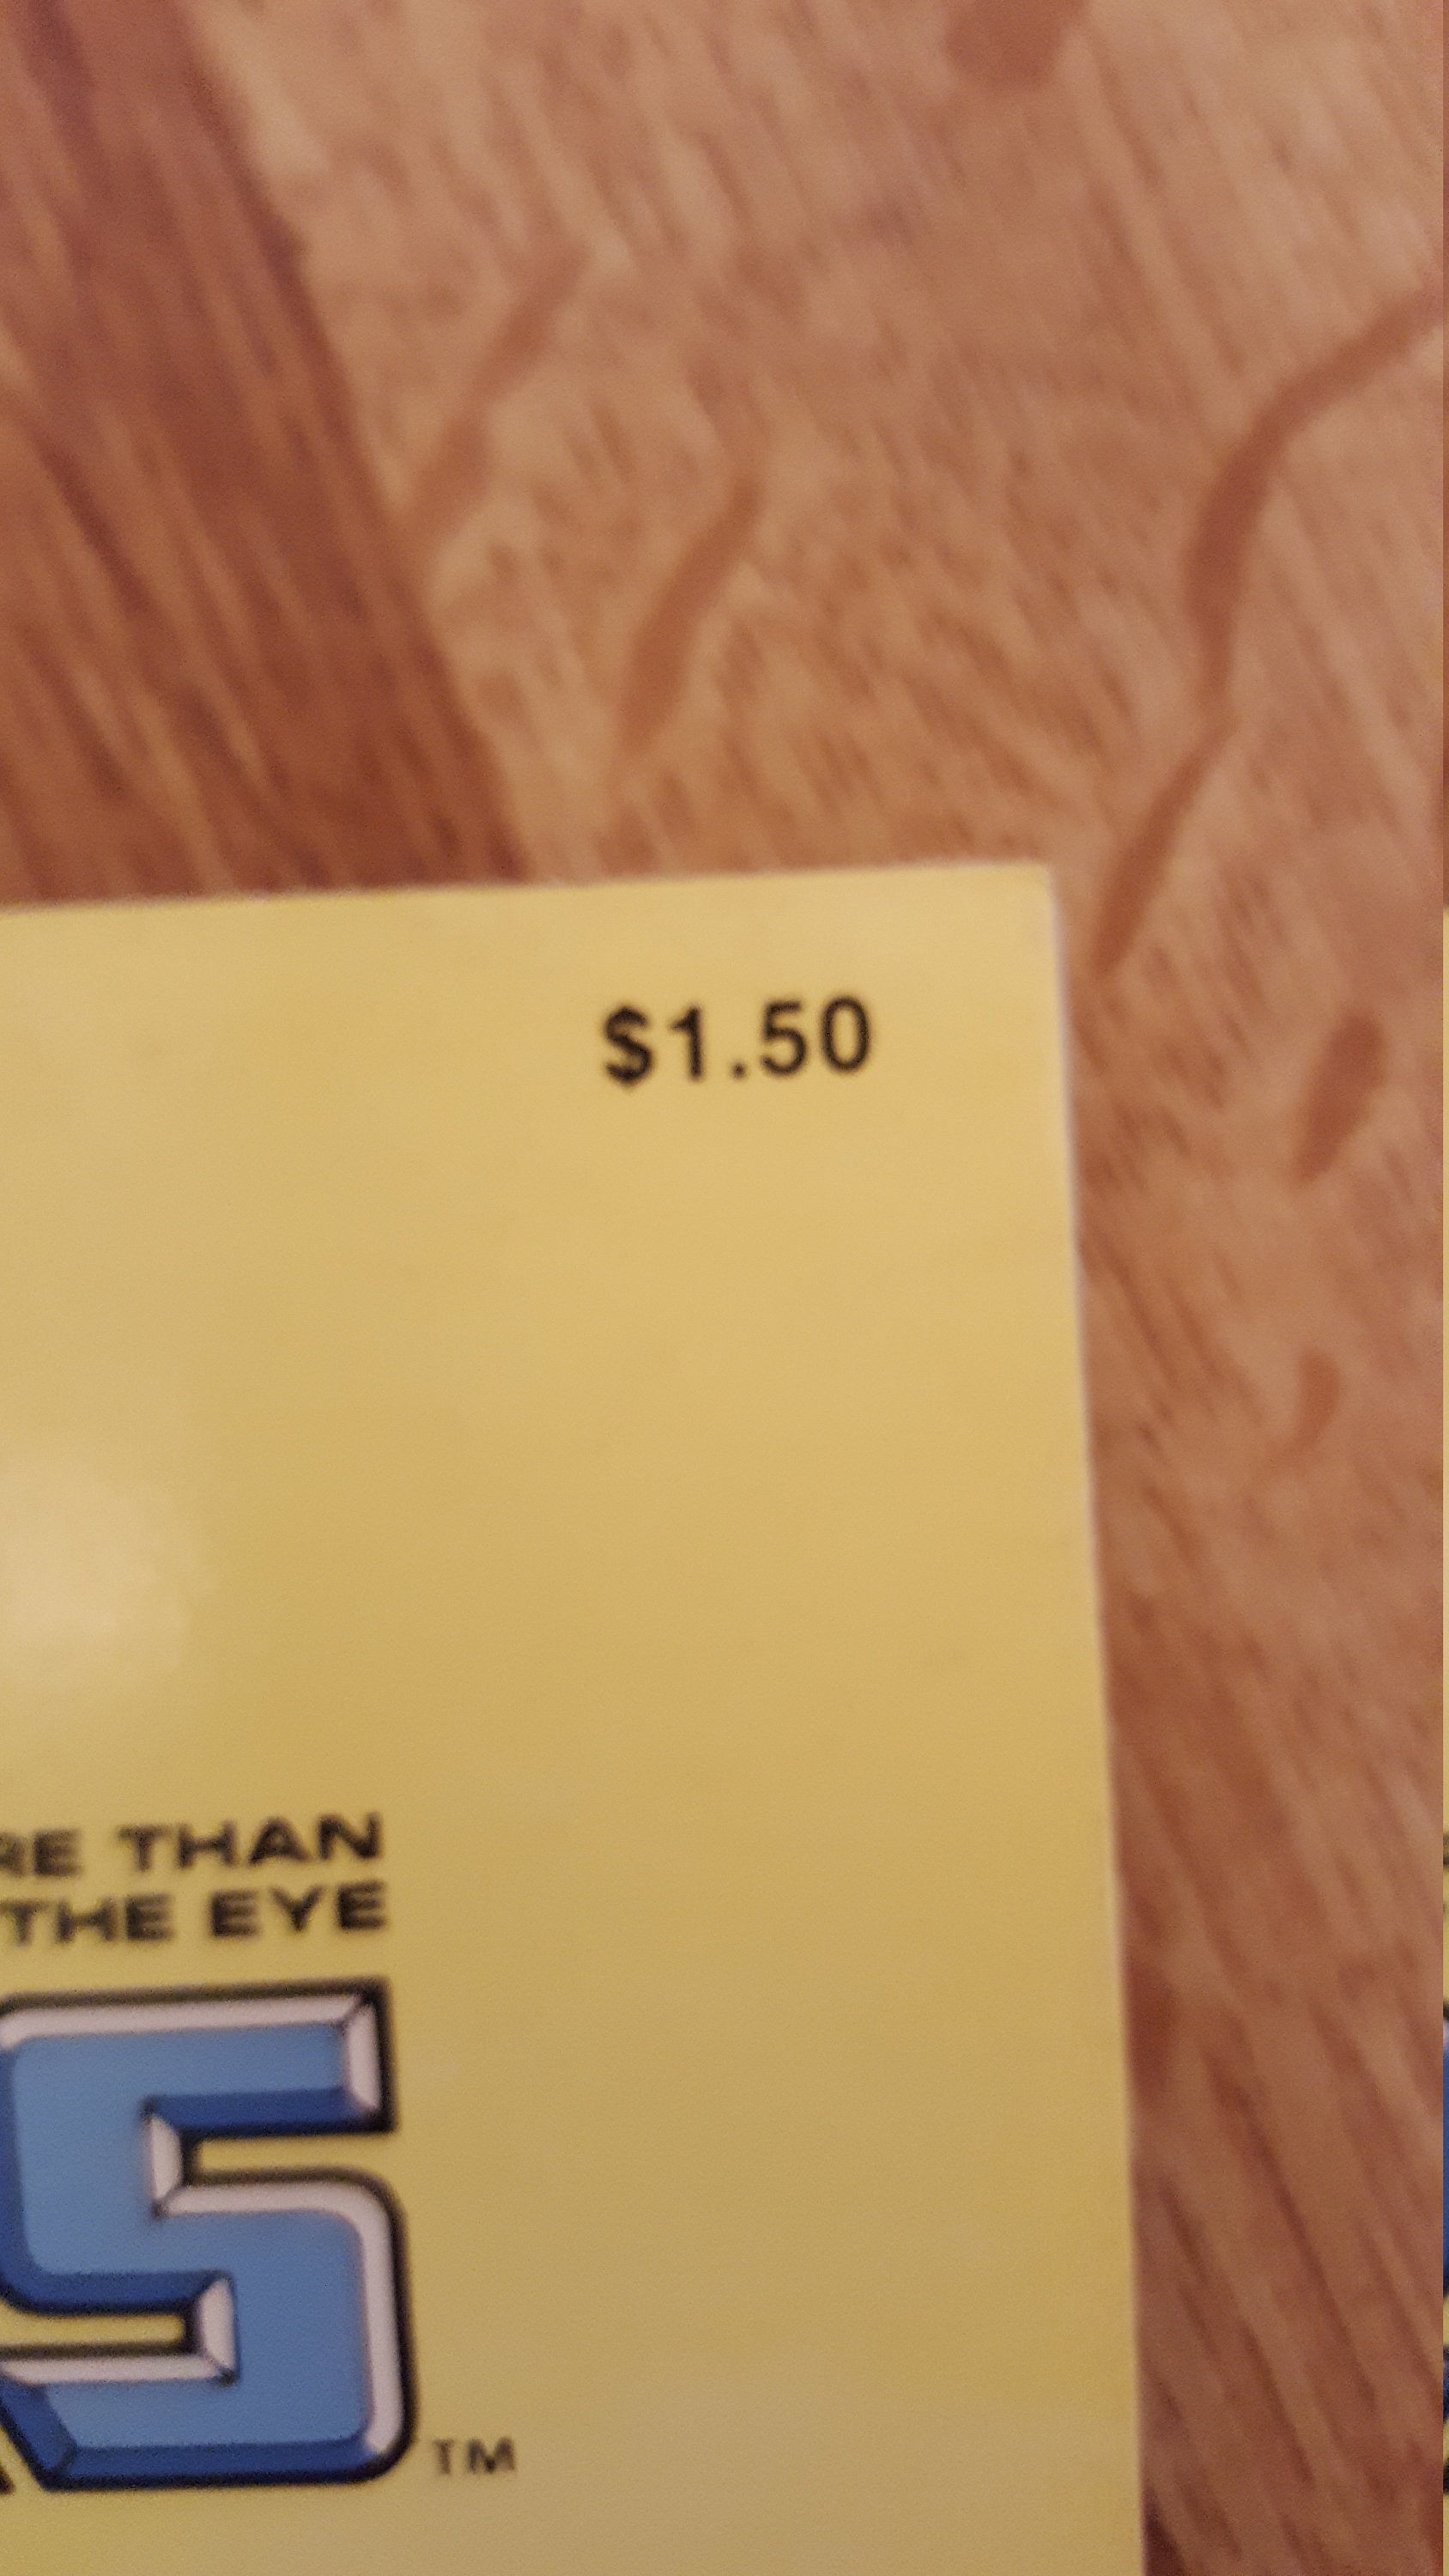 $1.50
RE THAN
THE EYE
S
TM